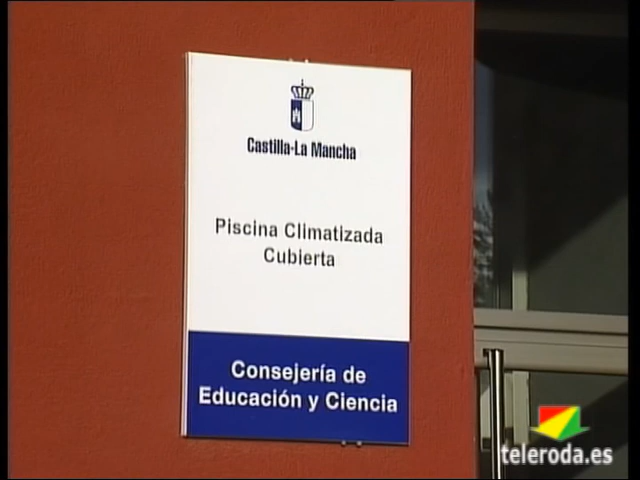 Castilla-La Mancha
Piscina Climatizada
Cubierta
Consejería de
Educación y Ciencia
teleroda.es